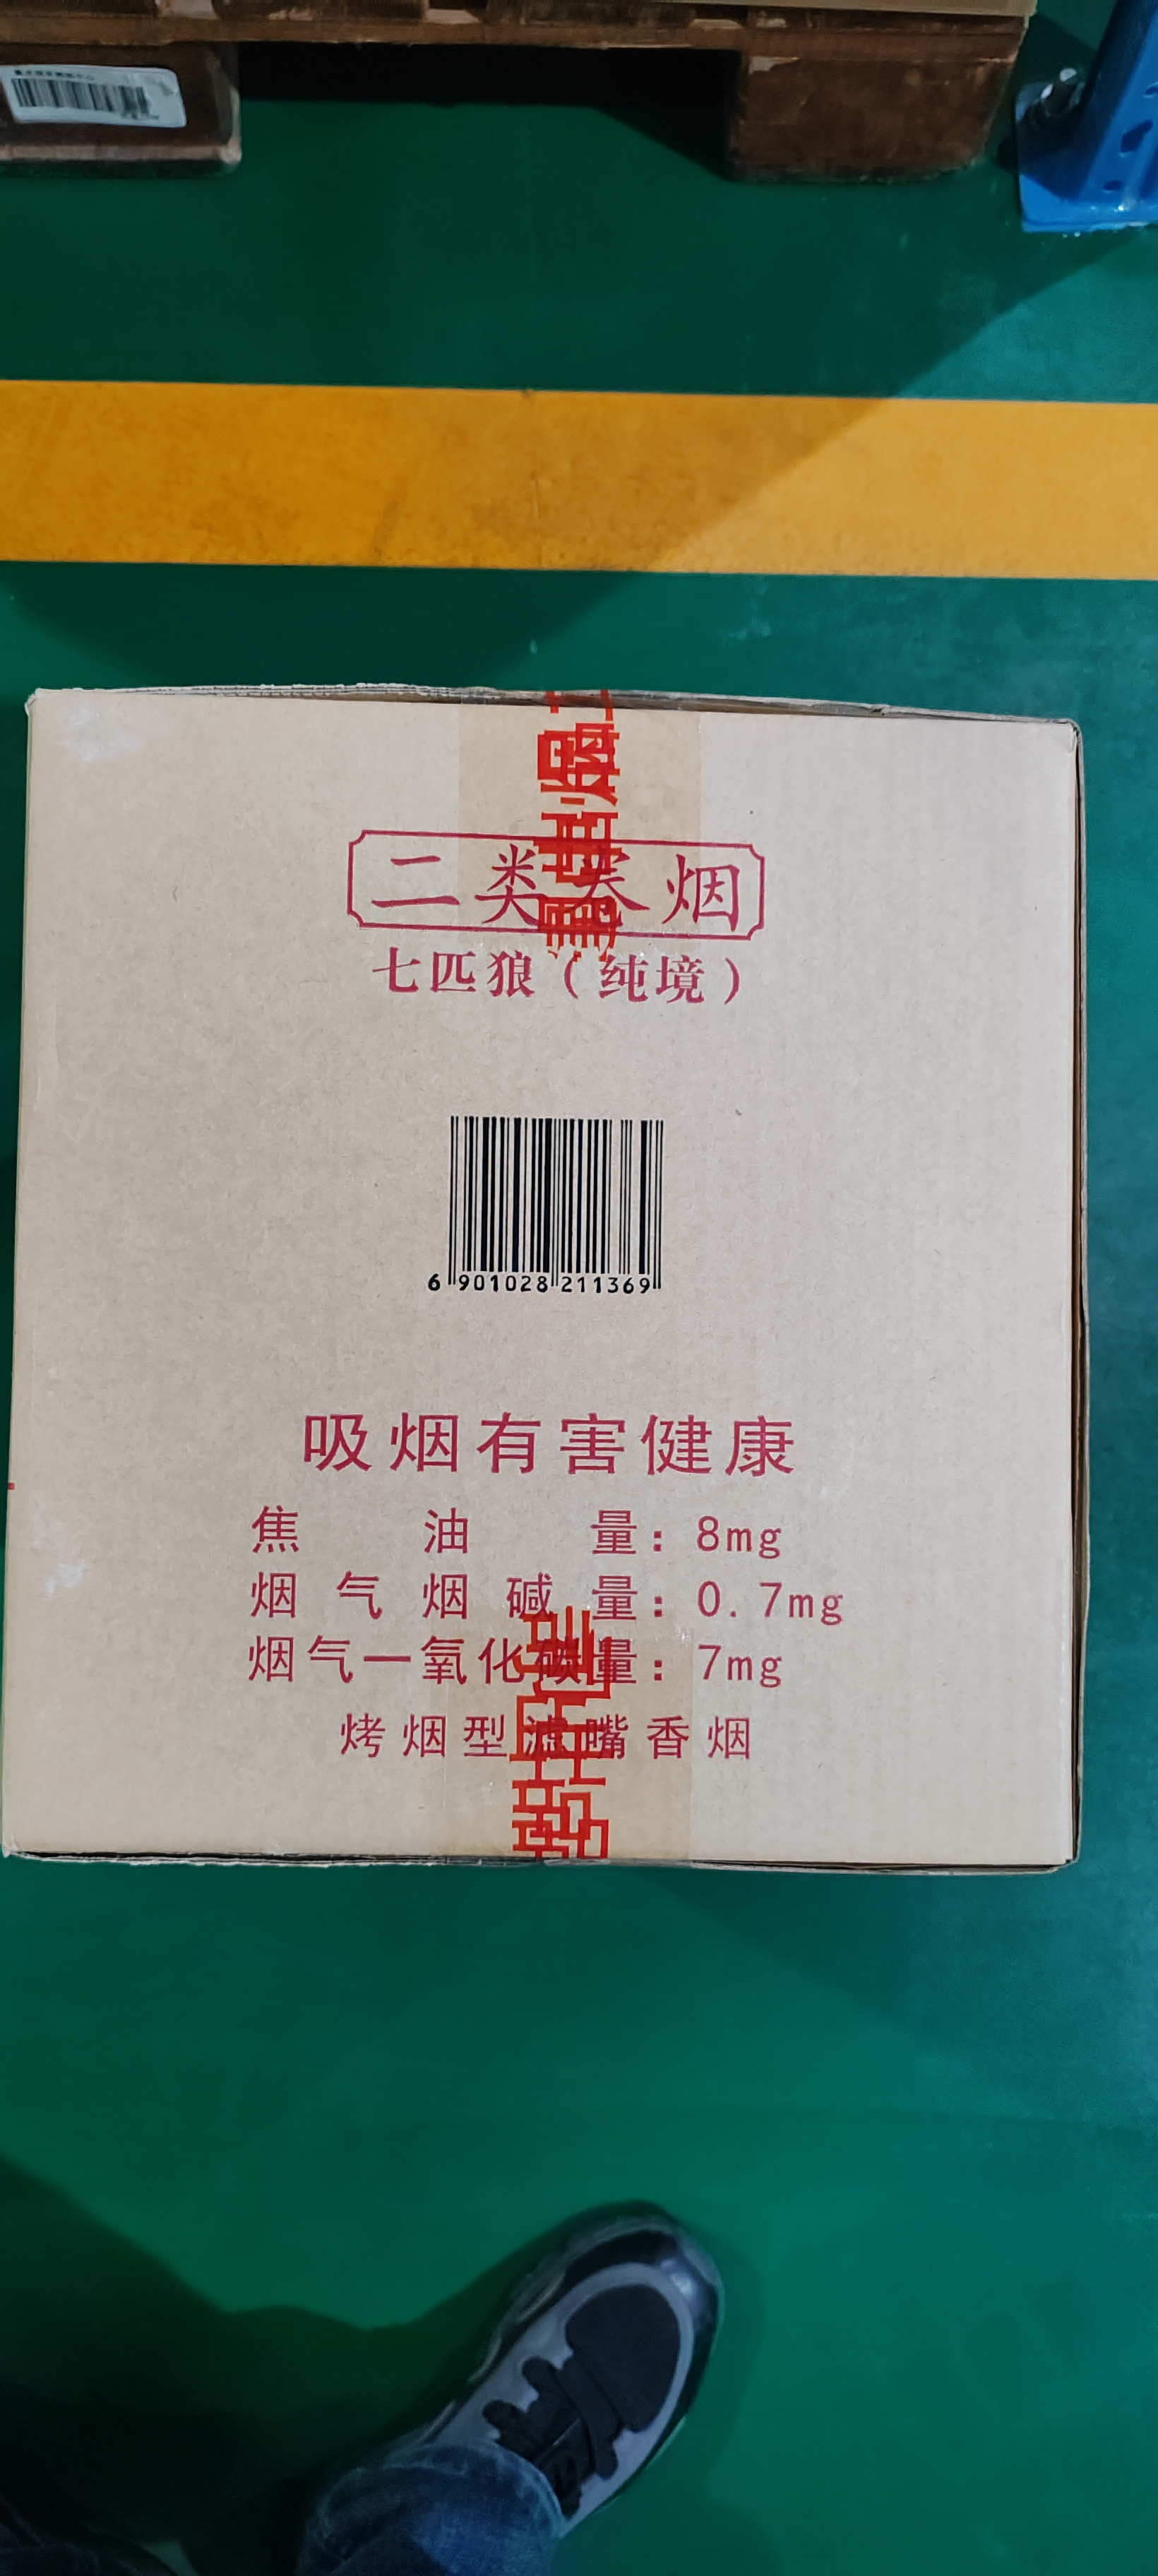 二类卷烟
七匹狼（纯境）
6 901028 211369
吸烟有害健康
焦油量：8mg
烟气烟碱量：0.7mg
烟气一氧化碳量：7mg
烤烟型滤嘴香烟